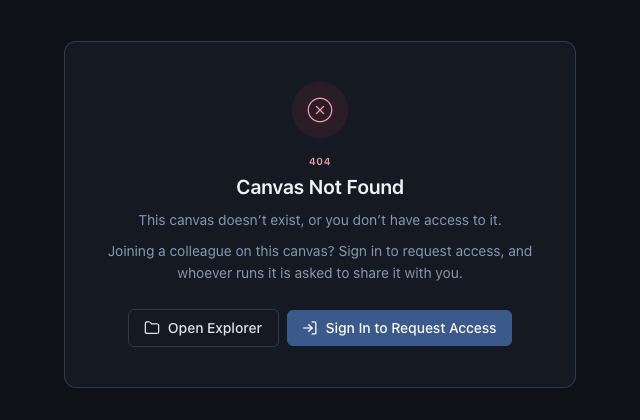 404
Canvas Not Found
This canvas doesn’t exist, or you don’t have access to it.
Joining a colleague on this canvas? Sign in to request access, and
whoever runs it is asked to share it with you.
Open Explorer
Sign In to Request Access